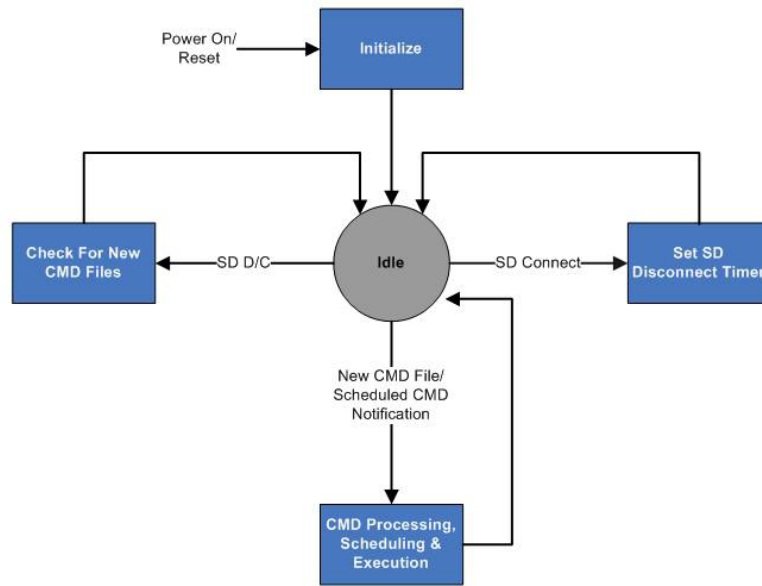 Power On/
Reset
Initialize
Check For New
CMD Files
SD D/C
Idle
SD Connect
Set SD
Disconnect Timer
New CMD File/
Scheduled CMD
Notification
CMD Processing,
Scheduling &
Execution